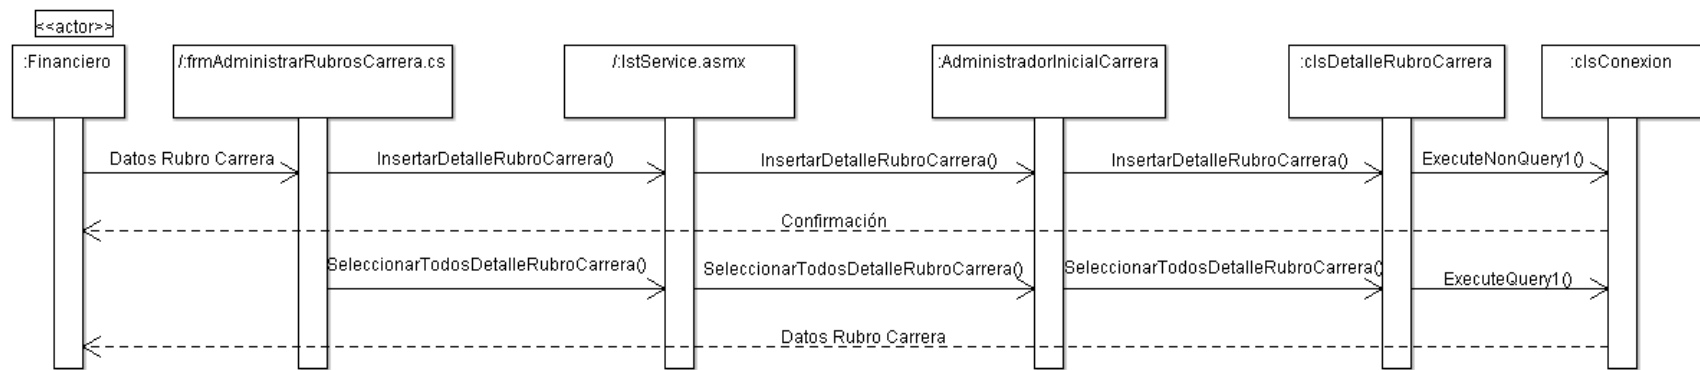 <<actor>>
:Financiero
/:frmAdministrarRubrosCarrera.cs
/:IstService.asmx
:AdministradorInicialCarrera
:clsDetalleRubroCarrera
:clsConexion
Datos Rubro Carrera
InsertarDetalleRubroCarrera()
InsertarDetalleRubroCarrera()
InsertarDetalleRubroCarrera()
ExecuteNonQuery1()
Confirmación
SeleccionarTodosDetalleRubroCarrera()
SeleccionarTodosDetalleRubroCarrera()
SeleccionarTodosDetalleRubroCarrera()
ExecuteQuery1()
Datos Rubro Carrera